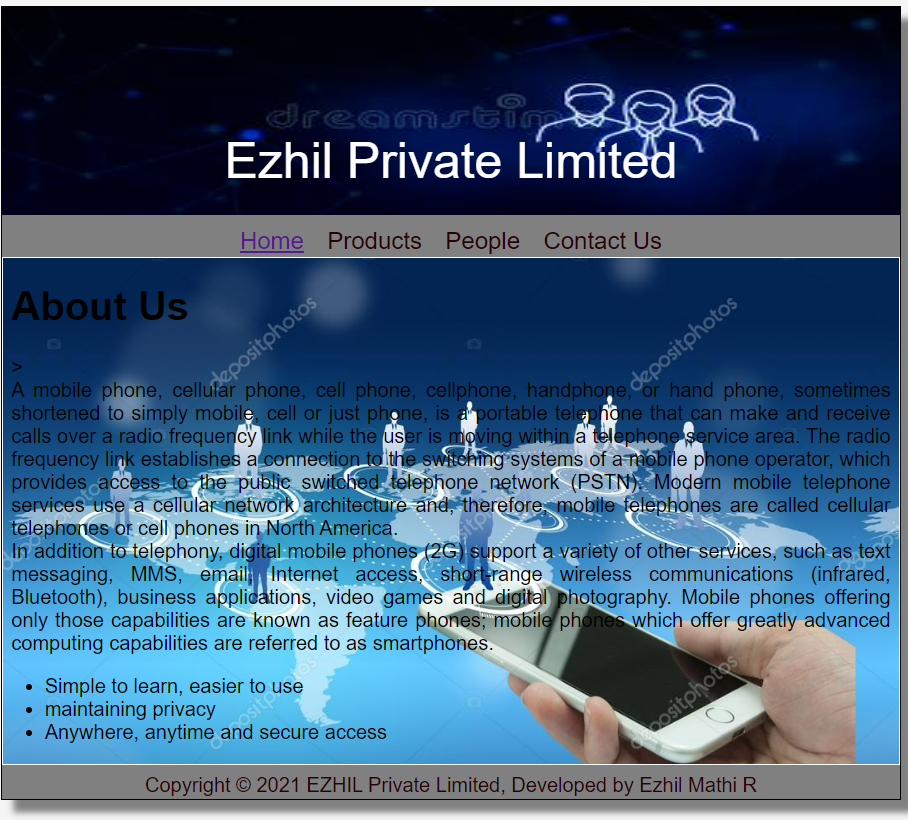 dreamstim
Ezhil Private Limited
Home Products People Contact Us
About Us
>
A mobile phone, cellular phone, cell phone, cellphone, handphone, or hand phone, sometimes
shortened to simply mobile, cell or just phone, is a portable telephone that can make and receive
calls over a radio frequency link while the user is moving within a telephone service area. The radio
frequency link establishes a connection to the switching systems of a mobile phone operator, which
provides access to the public switched telephone network (PSTN). Modern mobile telephone
services use a cellular network architecture and, therefore, mobile telephones are called cellular
telephones or cell phones in North America.
In addition to telephony, digital mobile phones (2G) support a variety of other services, such as text
messaging, MMS, email, Internet access, short-range wireless communications (infrared,
Bluetooth), business applications, video games and digital photography. Mobile phones offering
only those capabilities are known as feature phones; mobile phones which offer greatly advanced
computing capabilities are referred to as smartphones.
• Simple to learn, easier to use
• maintaining privacy
• Anywhere, anytime and secure access
depositphotos
depositphotos
depositphotos
depositphotos
Copyright © 2021 EZHIL Private Limited, Developed by Ezhil Mathi R